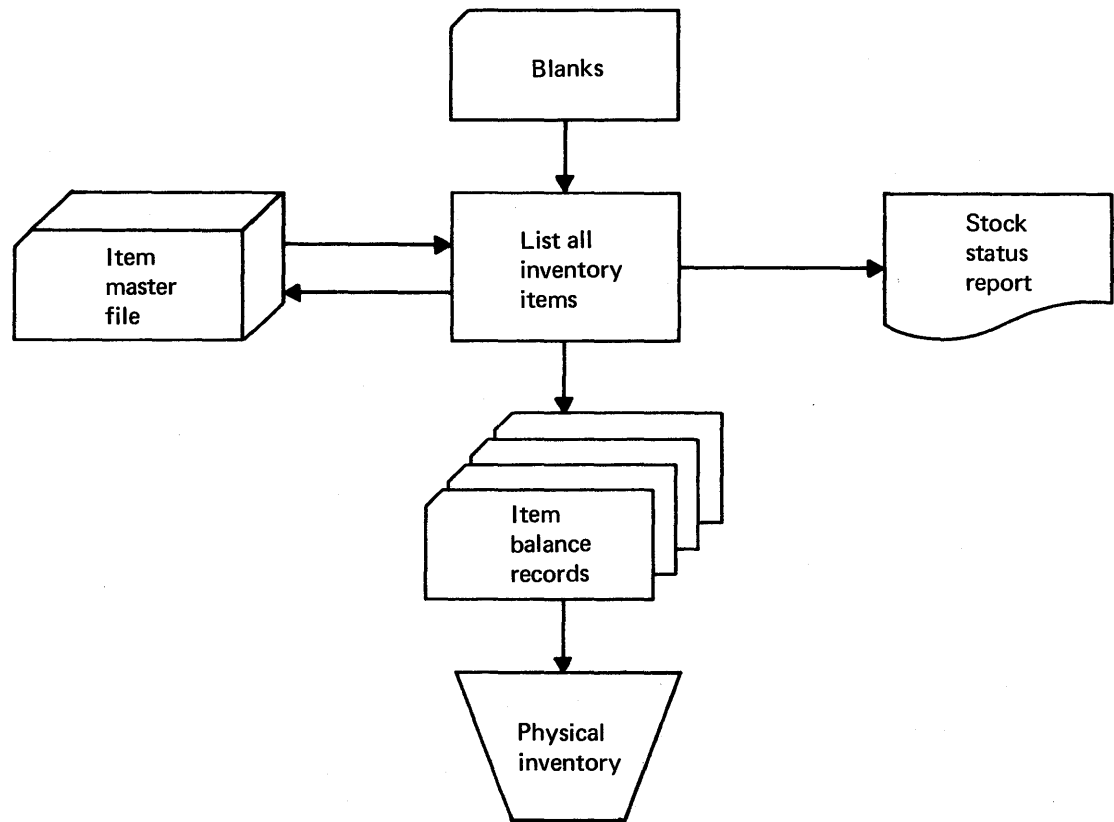 Blanks
Item
master
file
List all
inventory
items
Stock
status
report
Item
balance
records
Physical
inventory